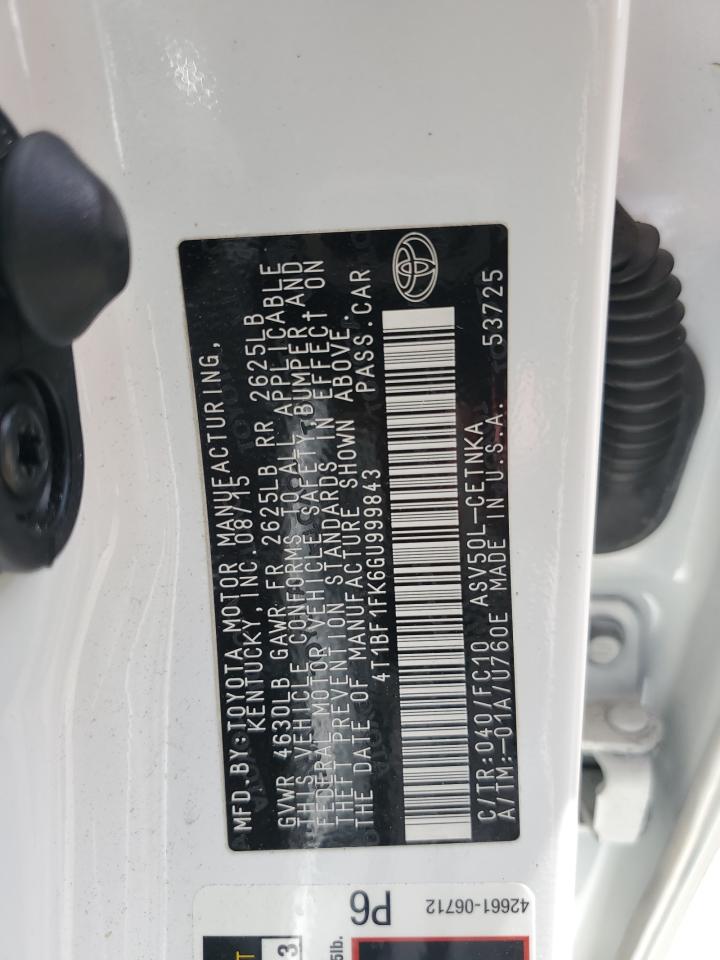 MFD.BY:TOYOTA MOTOR MANUFACTURING,
KENTUCKY, INC. 08/15
GVWR 4630LB GAWR FR 2625LB RR 2625LB
THIS VEHICLE CONFORMS TO ALL APPLICABLE
FEDERAL MOTOR VEHICLE SAFETY,BUMPER,AND
THEFT PREVENTION STANDARDS IN EFFECT ON
THE DATE OF MANUFACTURE SHOWN ABOVE.
4T1BF1FK6GU999843 PASS.CAR
C/TR:040/FC10 ASV50L-CETNKA 53725
A/TM:-01A/U760E MADE IN U.S.A.
P6
42661-06712
3
5lb.